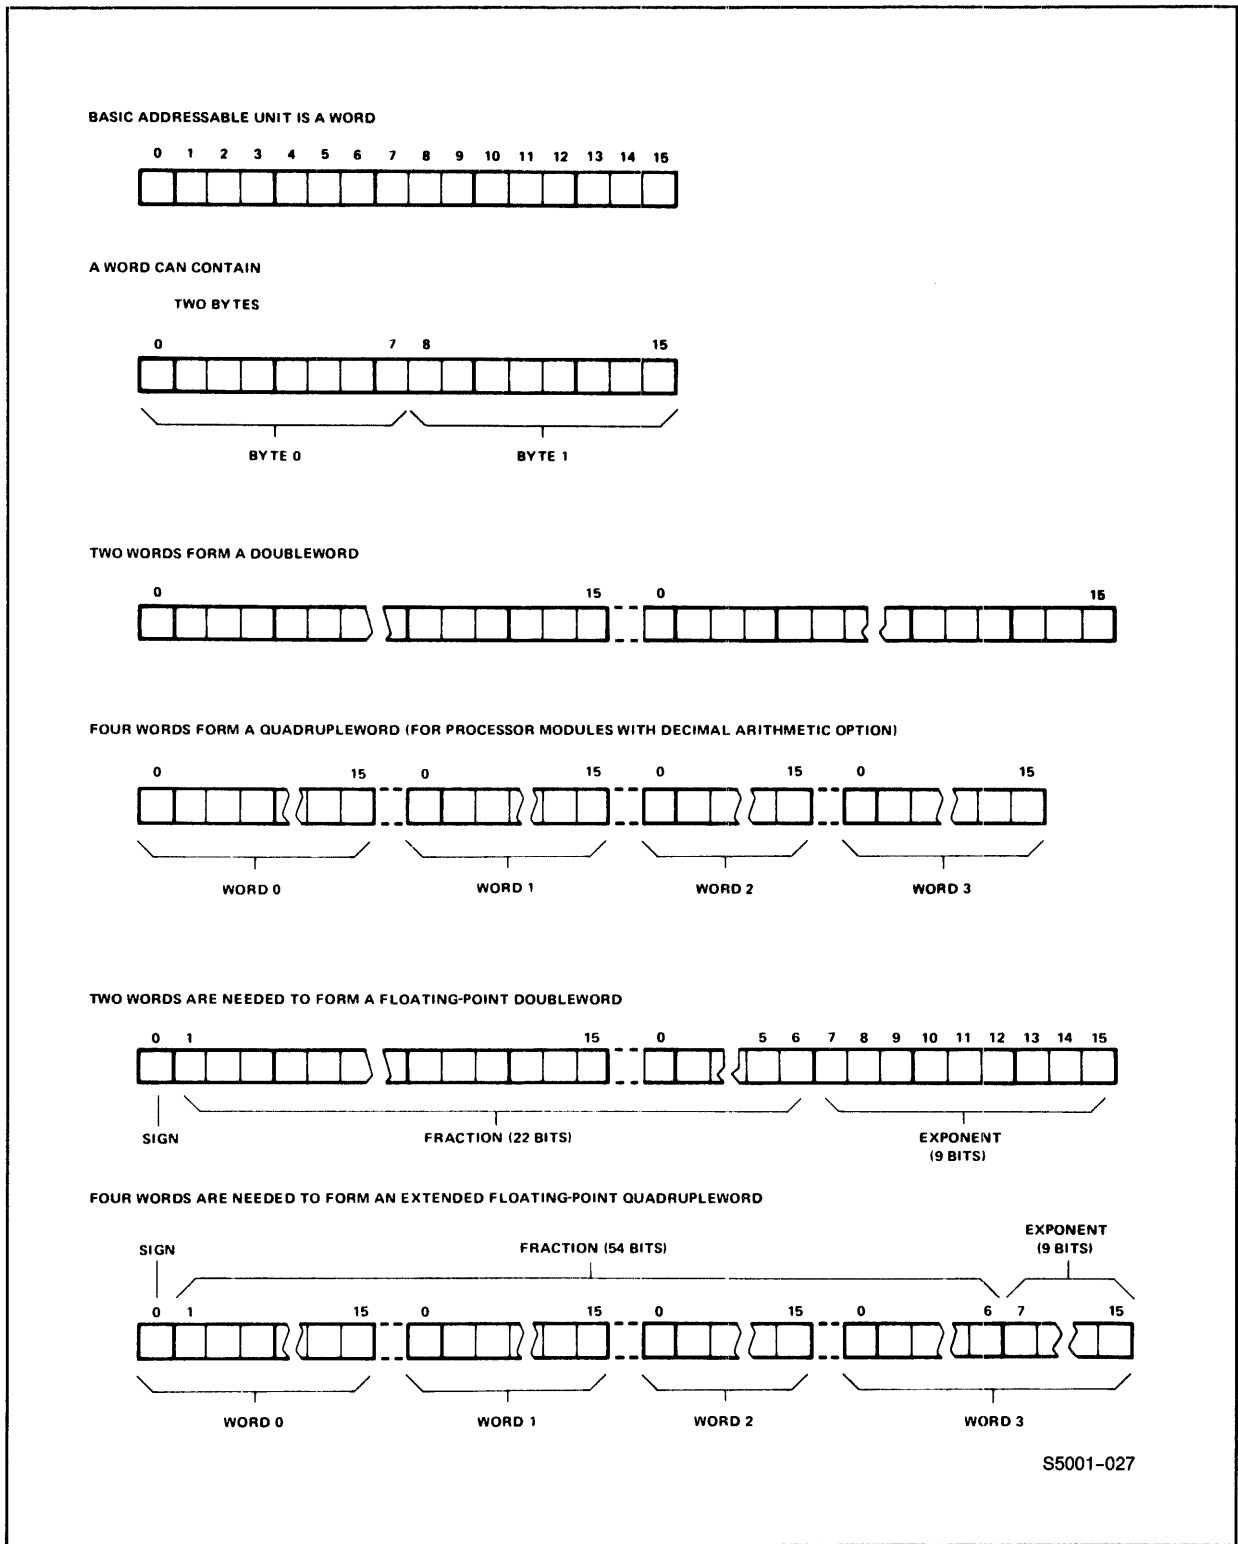 BASIC ADDRESSABLE UNIT IS A WORD
0 1 2 3 4 5 6 7 8 9 10 11 12 13 14 15
A WORD CAN CONTAIN
TWO BYTES
0 7 8 15
BYTE 0 BYTE 1
TWO WORDS FORM A DOUBLEWORD
0 15 0 15
FOUR WORDS FORM A QUADRUPLEWORD (FOR PROCESSOR MODULES WITH DECIMAL ARITHMETIC OPTION)
0 15 0 15 0 15 0 15
WORD 0 WORD 1 WORD 2 WORD 3
TWO WORDS ARE NEEDED TO FORM A FLOATING-POINT DOUBLEWORD
0 1 15 0 5 6 7 8 9 10 11 12 13 14 15
SIGN FRACTION (22 BITS) EXPONENT
(9 BITS)
FOUR WORDS ARE NEEDED TO FORM AN EXTENDED FLOATING-POINT QUADRUPLEWORD
EXPONENT
SIGN FRACTION (54 BITS) (9 BITS)
0 1 15 0 15 0 15 0 6 7 15
WORD 0 WORD 1 WORD 2 WORD 3
S5001-027